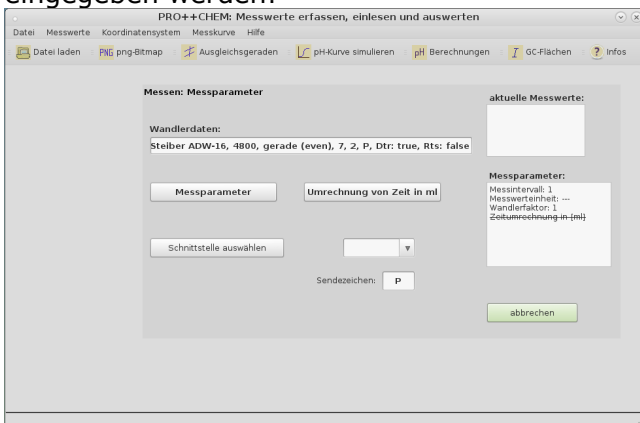 eingegeben werden:
PRO++CHEM: Messwerte erfassen, einlesen und auswerten
Datei Messwerte Koordinatensystem Messkurve Hilfe
Datei laden PNG png-Bitmap Ausgleichsgeraden pH-Kurve simulieren pH Berechnungen GC-Flächen ? Infos
Messen: Messparameter
aktuelle Messwerte:
Wandlerdaten:
Steiber ADW-16, 4800, gerade (even), 7, 2, P, Dtr: true, Rts: false
Messparameter:
Messintervall: 1
Messwerteinheit: ---
Wandlerfaktor: 1
Zeitumrechnung in [ml]
Messparameter Umrechnung von Zeit in ml
Schnittstelle auswählen
Sendezeichen: P
abbrechen